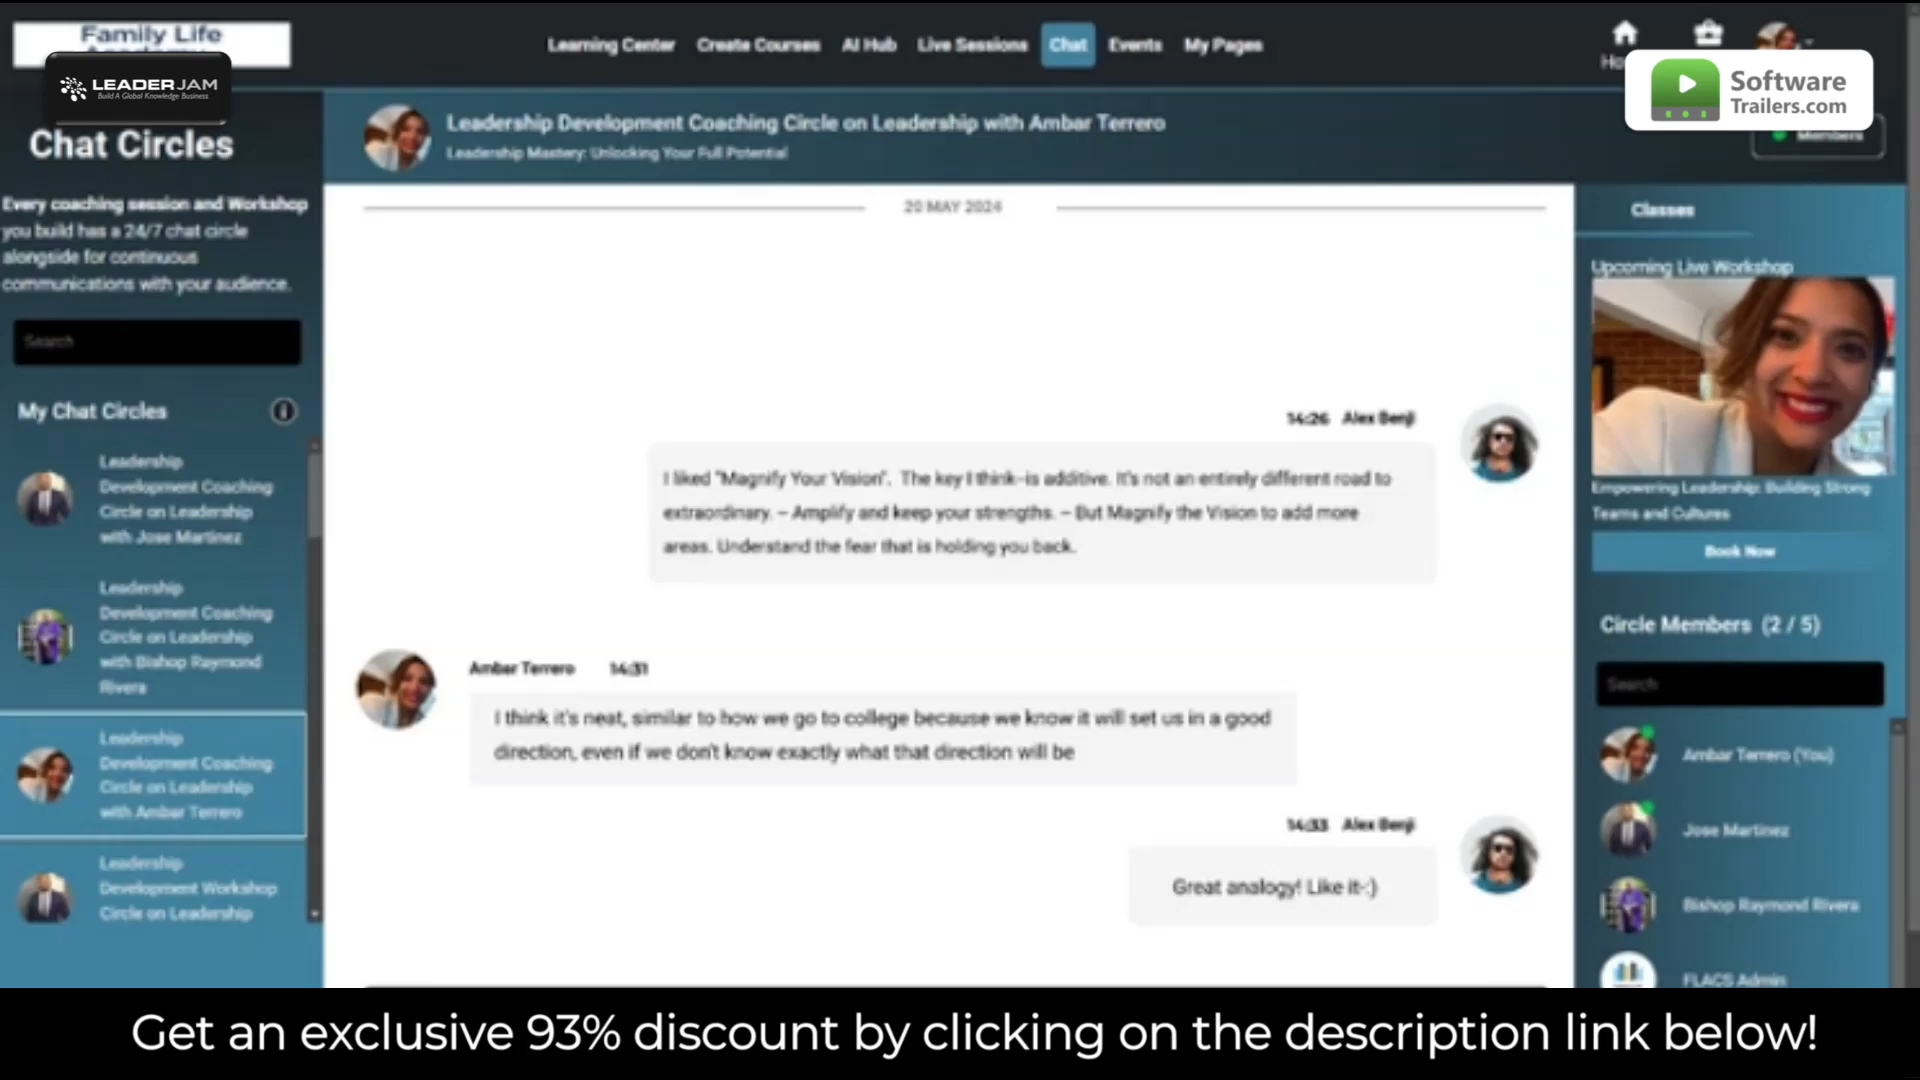 Family Life
LEADERJAM
Build A Global Knowledge Business
Learning Center
Create Courses
AI Hub
Live Sessions
Chat
Events
My Pages
Software
Trailers.com
Members
Chat Circles
Every coaching session and Workshop
you build has a 24/7 chat circle
alongside for continuous
communications with your audience.
Search
My Chat Circles
Leadership
Development Coaching
Circle on Leadership
with Jose Martinez
Leadership
Development Coaching
Circle on Leadership
with Bishop Raymond
Rivera
Leadership
Development Coaching
Circle on Leadership
with Ambar Terrero
Leadership
Development Workshop
Circle on Leadership
Leadership Development Coaching Circle on Leadership with Ambar Terrero
Leadership Mastery: Unlocking Your Full Potential
20 MAY 2024
14:26 Alex Benji
I liked "Magnify Your Vision". The key I think-is additive. It's not an entirely different road to
extraordinary. – Amplify and keep your strengths. – But Magnify the Vision to add more
areas. Understand the fear that is holding you back.
Ambar Terrero 14:31
I think it's neat, similar to how we go to college because we know it will set us in a good
direction, even if we don't know exactly what that direction will be
14:33 Alex Benji
Great analogy! Like it-:)
Classes
Upcoming Live Workshop
Empowering Leadership: Building Strong
Teams and Cultures
Book Now
Circle Members (2 / 5)
Search
Ambar Terrero (You)
Jose Martinez
Bishop Raymond Rivera
FLACS Admin
Get an exclusive 93% discount by clicking on the description link below!